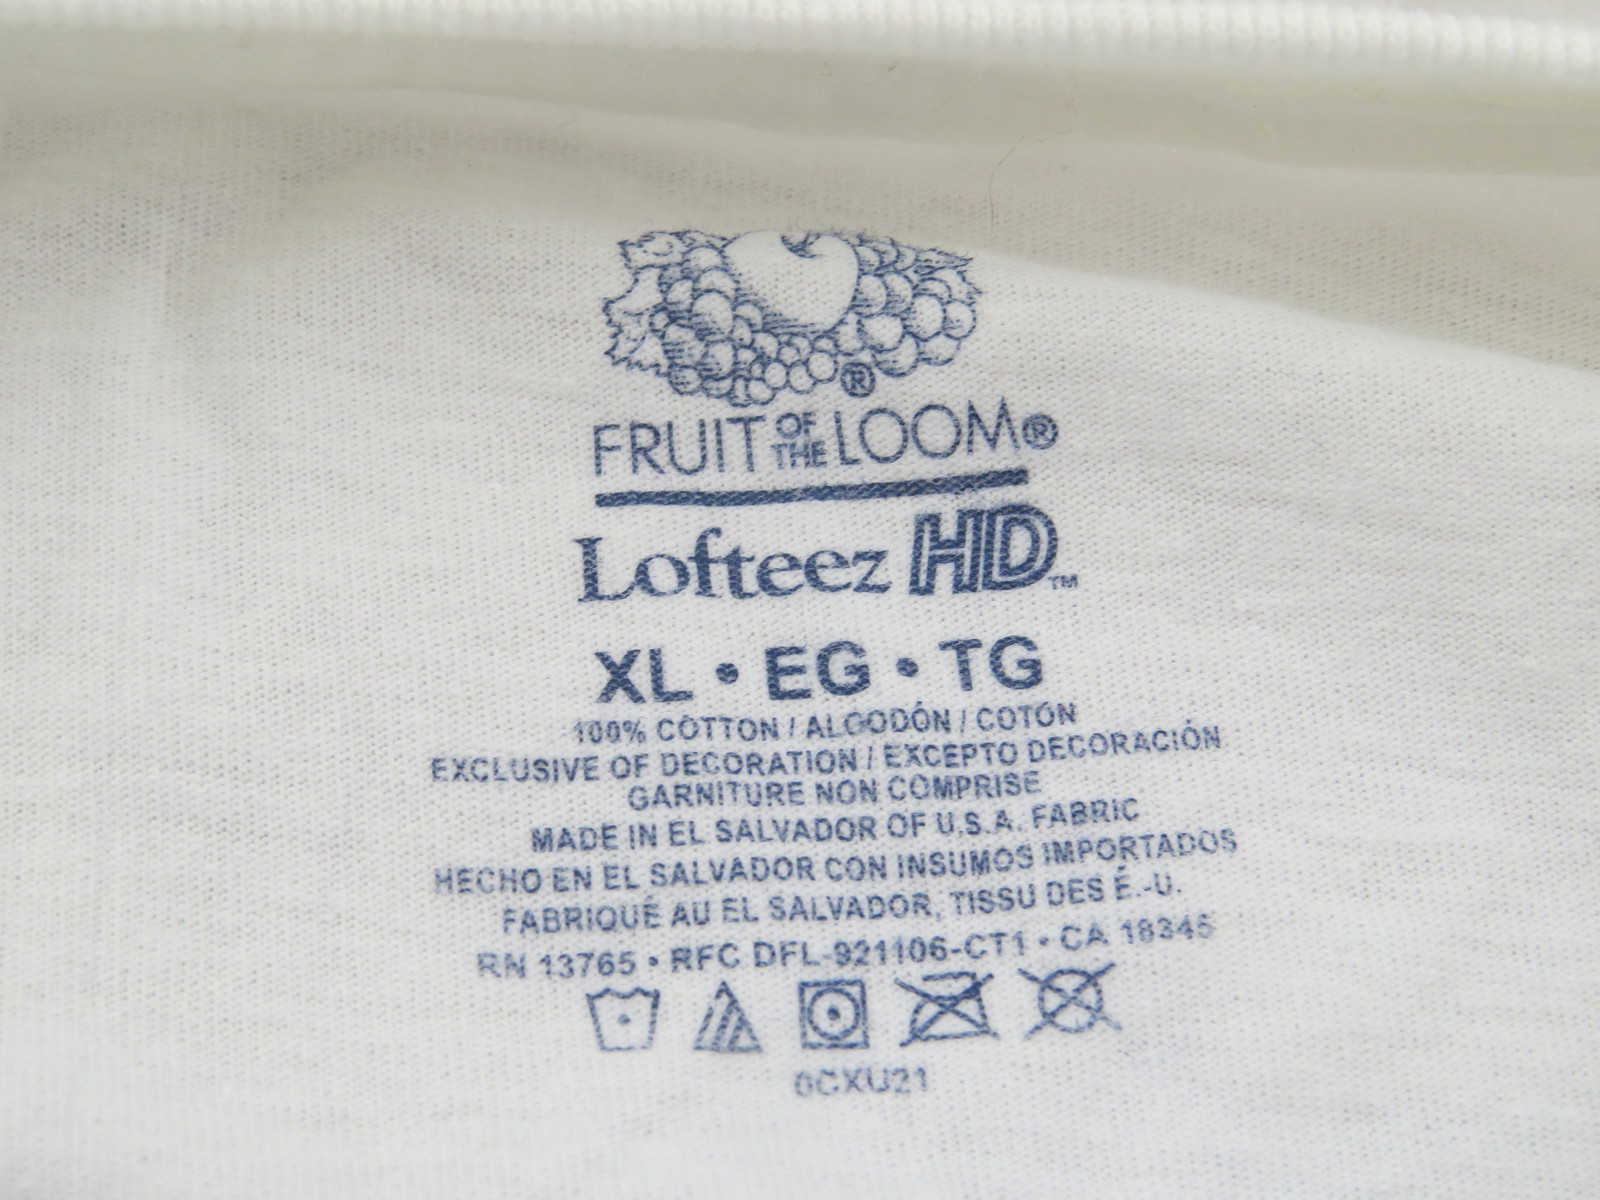 ®
FRUIT OF THE LOOM®
Lofteez HD™
XL • EG • TG
100% COTTON / ALGODÓN / COTÓN
EXCLUSIVE OF DECORATION / EXCEPTO DECORACIÓN
GARNITURE NON COMPRISE
MADE IN EL SALVADOR OF U.S.A. FABRIC
HECHO EN EL SALVADOR CON INSUMOS IMPORTADOS
FABRIQUÉ AU EL SALVADOR, TISSU DES É.-U.
RN 13765 • RFC DFL-921106-CT1 • CA 18345
0CXU21